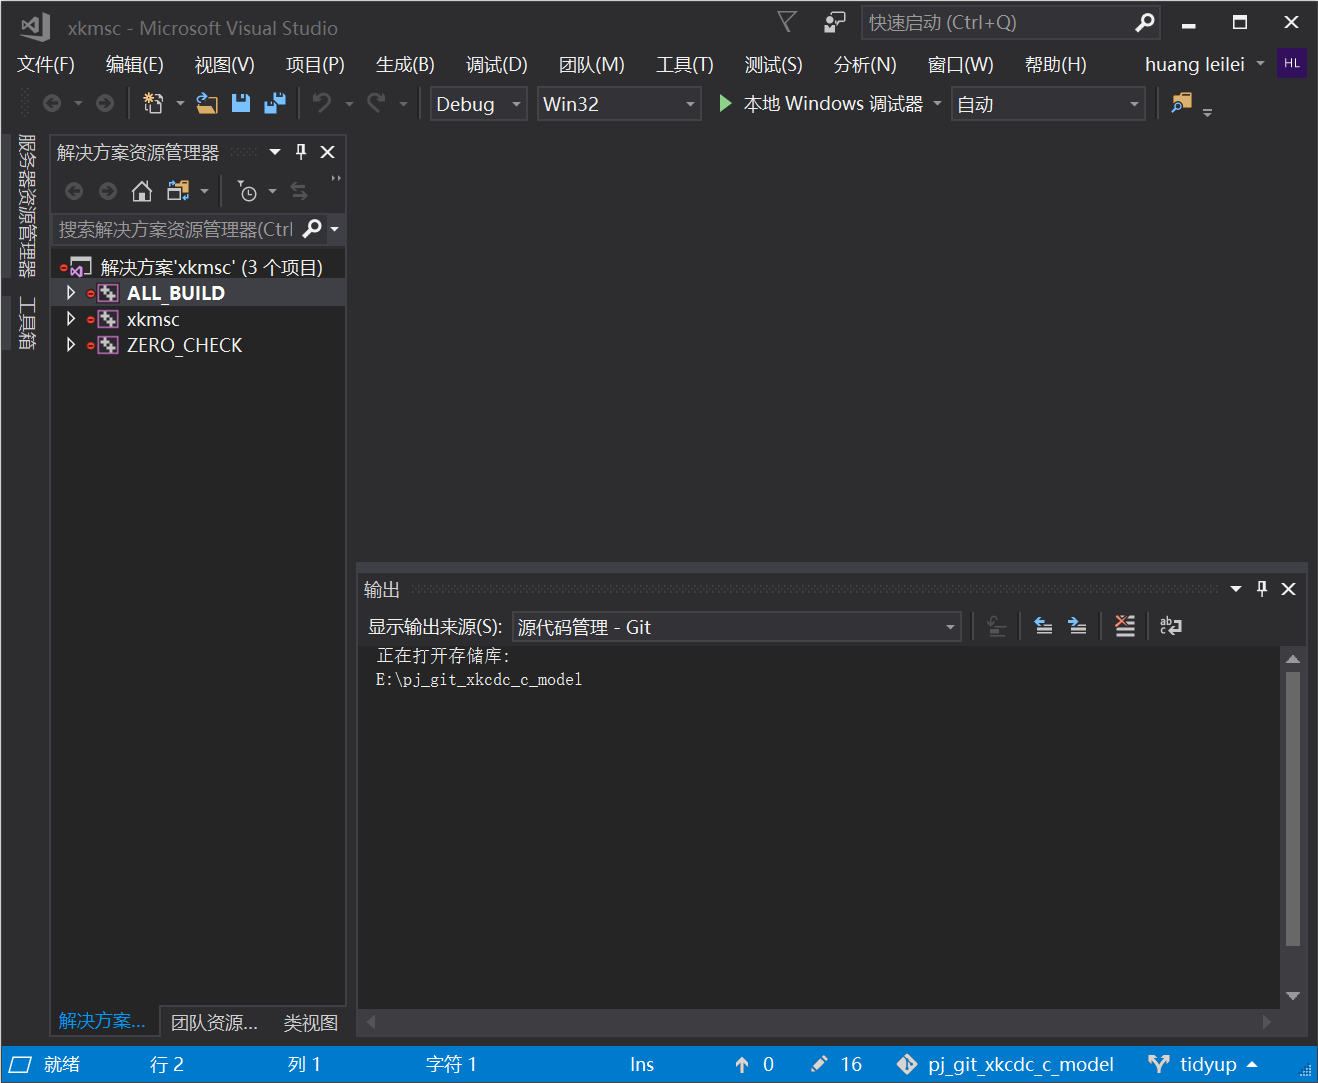 xkmsc - Microsoft Visual Studio
快速启动 (Ctrl+Q)
文件(F) 编辑(E) 视图(V) 项目(P) 生成(B) 调试(D) 团队(M) 工具(T) 测试(S) 分析(N) 窗口(W) 帮助(H) huang leilei HL
Debug Win32 本地 Windows 调试器 自动
服务器资源管理器
工具箱
解决方案资源管理器
搜索解决方案资源管理器(Ctrl
解决方案'xkmsc' (3 个项目)
ALL_BUILD
xkmsc
ZERO_CHECK
解决方案... 团队资源... 类视图
输出
显示输出来源(S): 源代码管理 - Git
正在打开存储库:
E:\pj_git_xkcdc_c_model
就绪 行 2 列 1 字符 1 Ins 0 16 pj_git_xkcdc_c_model tidyup